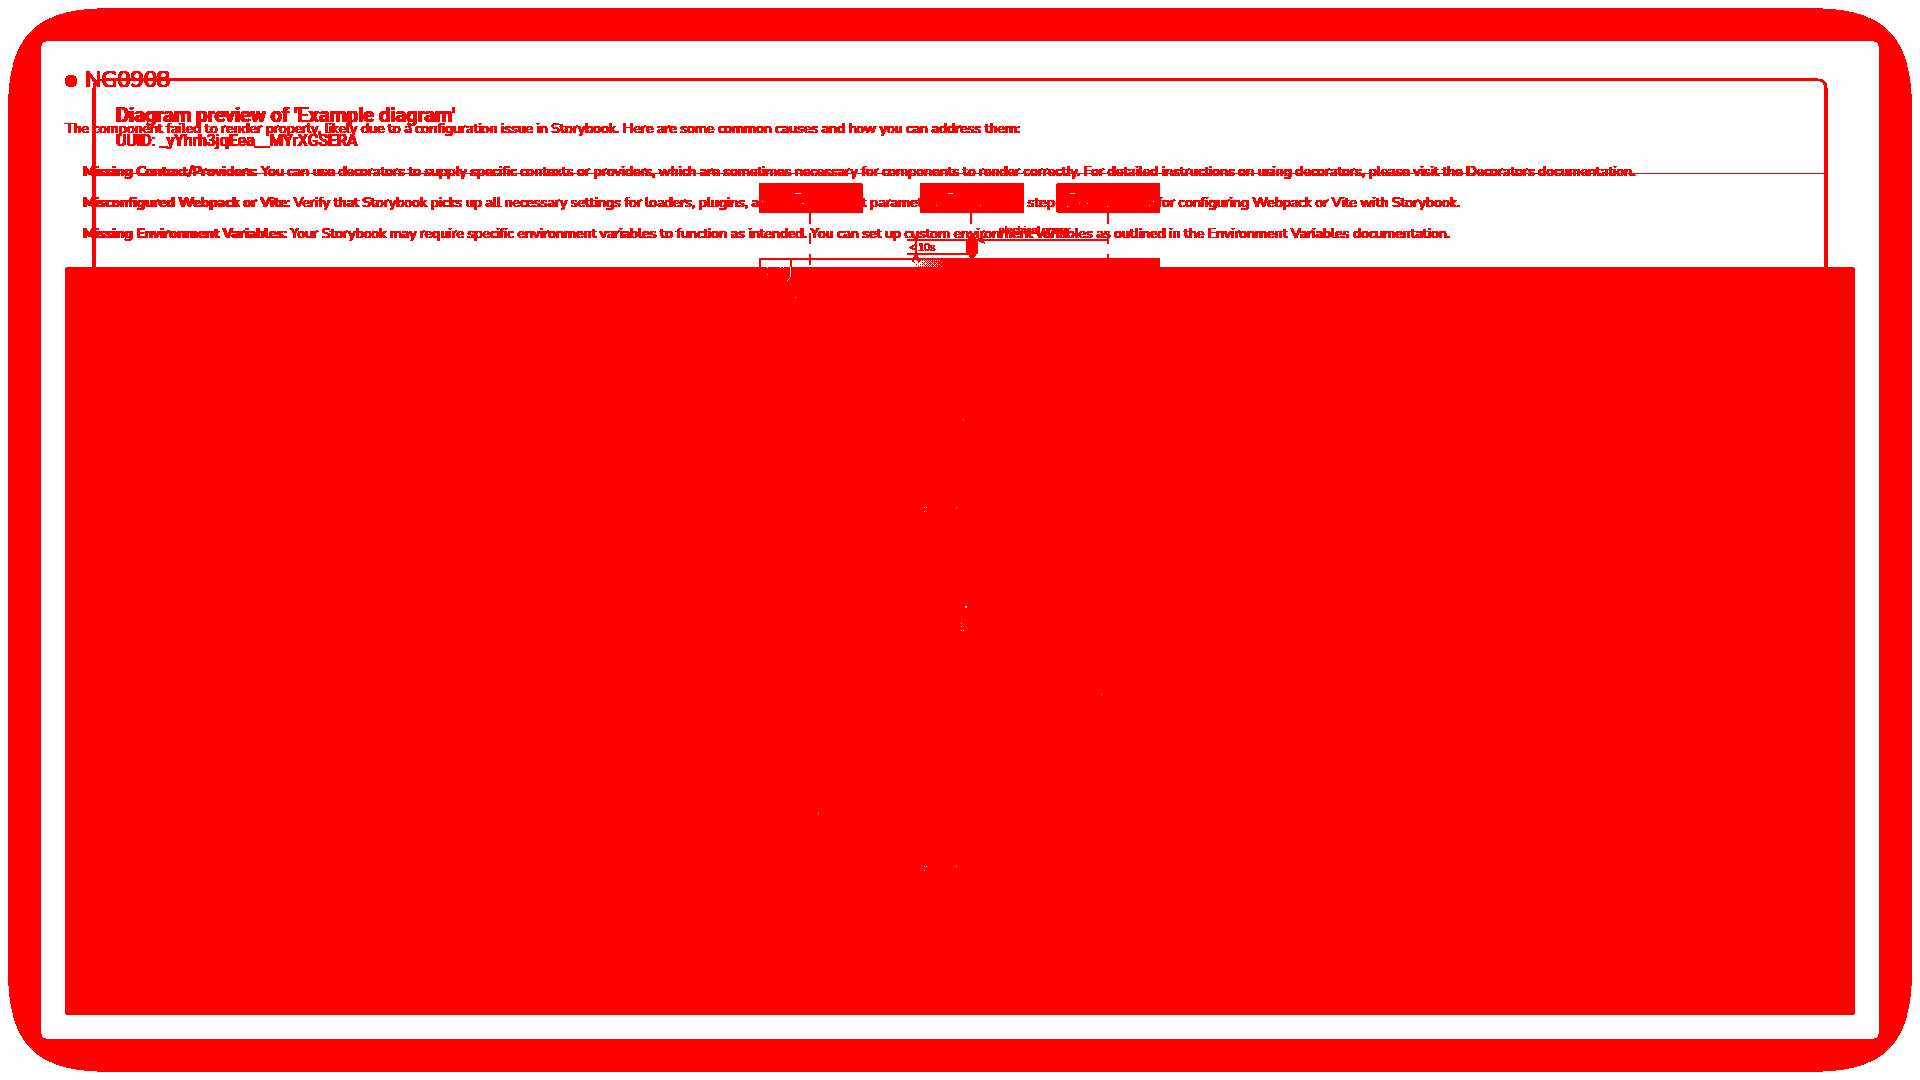 NG0908
Diagram preview of 'Example diagram'
The component failed to render properly, likely due to a configuration issue in Storybook. Here are some common causes and how you can address them:
UUID: _yYhrh3jqEea__MYrXGSERA
Missing Context/Providers: You can use decorators to supply specific contexts or providers, which are sometimes necessary for components to render correctly. For detailed instructions on using decorators, please visit the Decorators documentation.
Misconfigured Webpack or Vite: Verify that Storybook picks up all necessary settings for loaders, plugins, step- for configuring Webpack or Vite with Storybook.
Missing Environment Variables: Your Storybook may require specific environment variables to function as intended. You can set up custom environment variables as outlined in the Environment Variables documentation.
< 10s